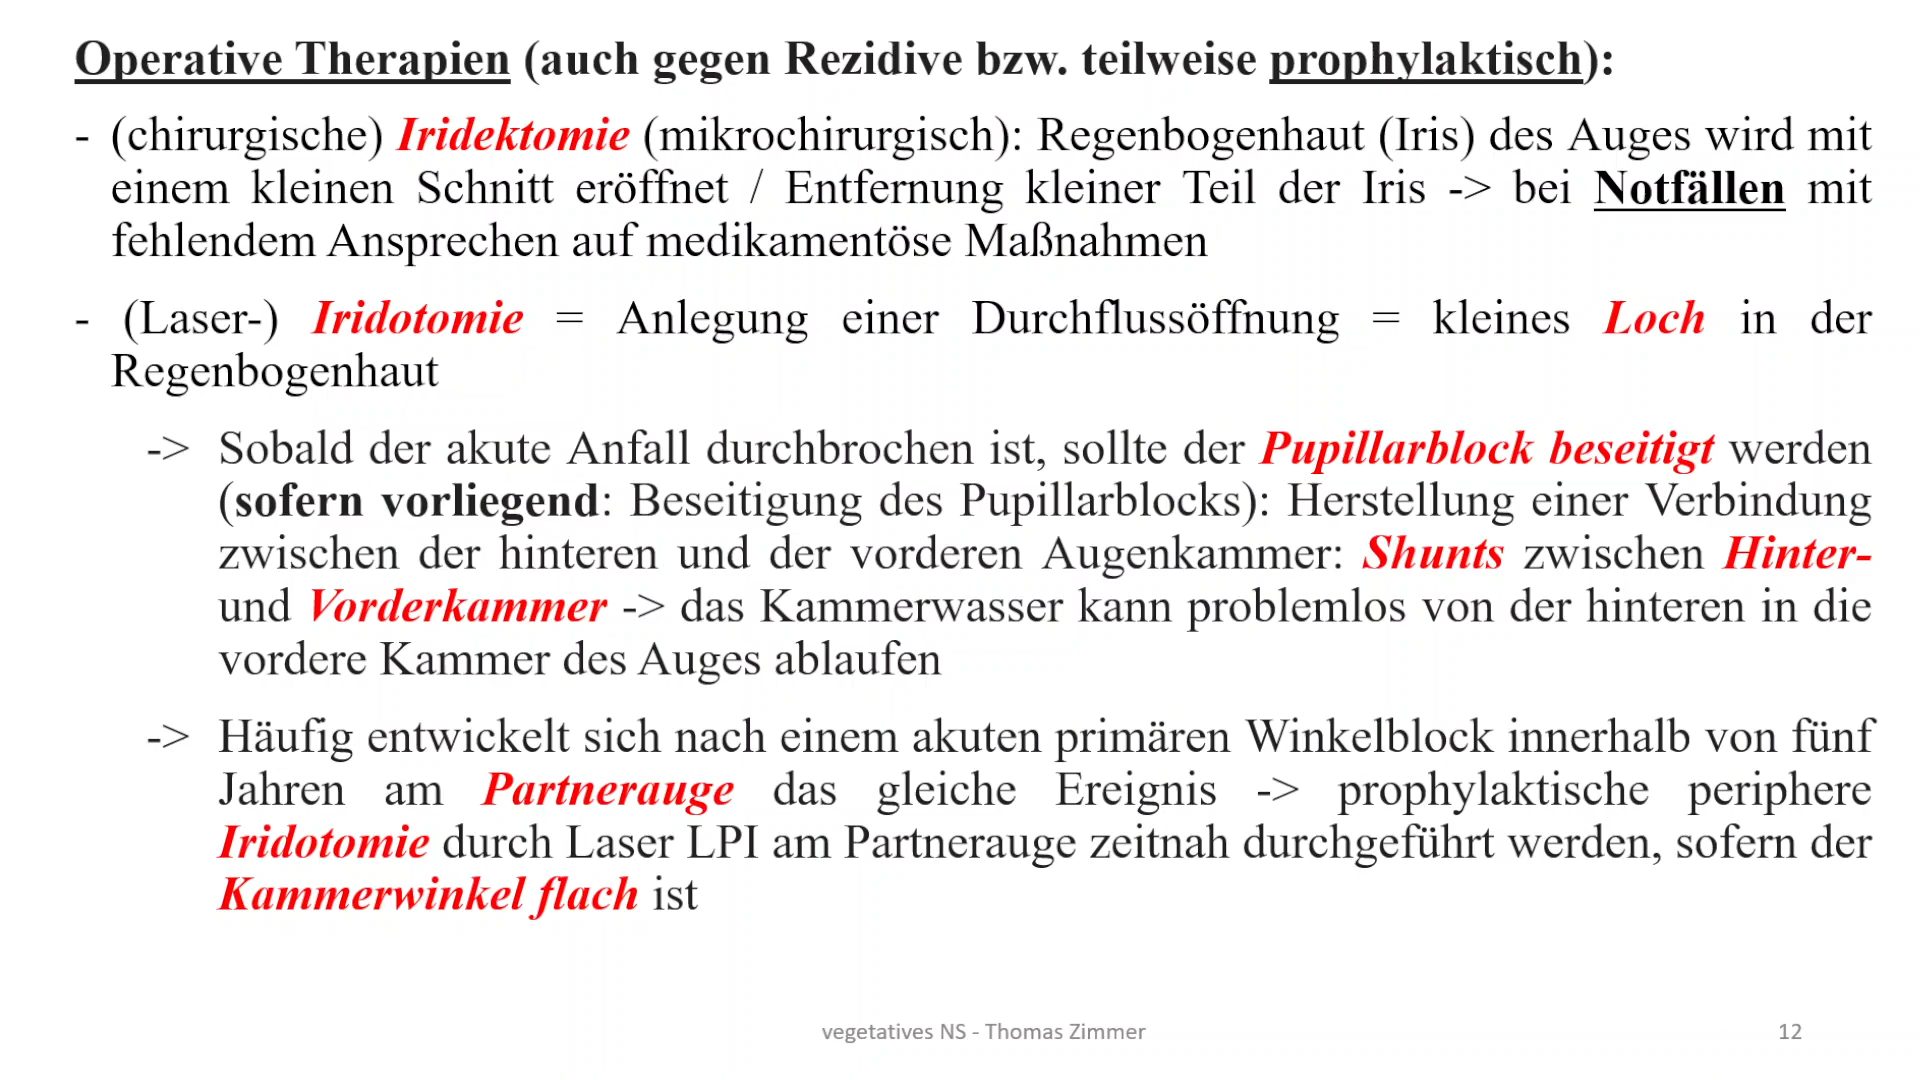 Operative Therapien (auch gegen Rezidive bzw. teilweise prophylaktisch):
- (chirurgische) Iridektomie (mikrochirurgisch): Regenbogenhaut (Iris) des Auges wird mit
einem kleinen Schnitt eröffnet / Entfernung kleiner Teil der Iris -> bei Notfällen mit
fehlendem Ansprechen auf medikamentöse Maßnahmen
- (Laser-) Iridotomie = Anlegung einer Durchflussöffnung = kleines Loch in der
Regenbogenhaut
-> Sobald der akute Anfall durchbrochen ist, sollte der Pupillarblock beseitigt werden
(sofern vorliegend: Beseitigung des Pupillarblocks): Herstellung einer Verbindung
zwischen der hinteren und der vorderen Augenkammer: Shunts zwischen Hinter-
und Vorderkammer -> das Kammerwasser kann problemlos von der hinteren in die
vordere Kammer des Auges ablaufen
-> Häufig entwickelt sich nach einem akuten primären Winkelblock innerhalb von fünf
Jahren am Partnerauge das gleiche Ereignis -> prophylaktische periphere
Iridotomie durch Laser LPI am Partnerauge zeitnah durchgeführt werden, sofern der
Kammerwinkel flach ist
vegetatives NS - Thomas Zimmer
12